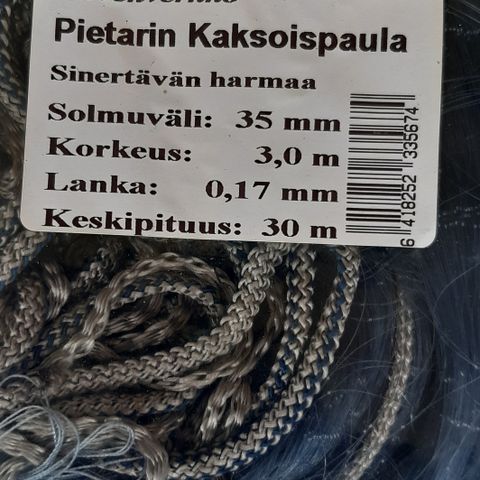 Pietarin Kaksoispaula
Sinertävän harmaa
Solmuväli: 35 mm
Korkeus: 3,0 m
Lanka: 0,17 mm
Keskipituus: 30 m
6 418252 335674